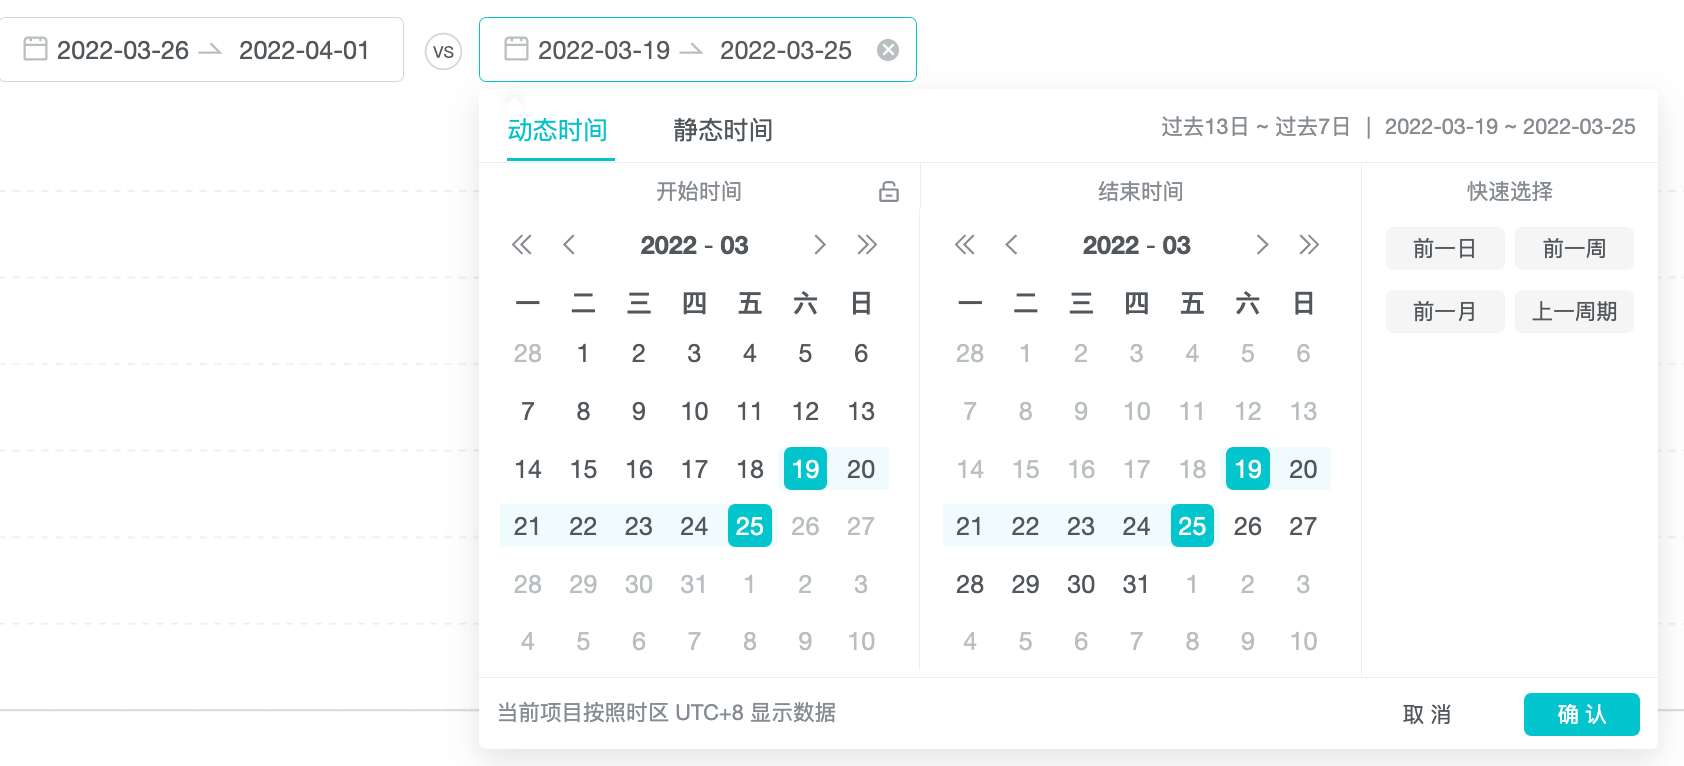 2022-03-26 2022-04-01 vs 2022-03-19 2022-03-25
动态时间 静态时间 过去13日 ~ 过去7日 | 2022-03-19 ~ 2022-03-25
开始时间 结束时间 快速选择
2022 - 03 2022 - 03 前一日 前一周
一 二 三 四 五 六 日 一 二 三 四 五 六 日 前一月 上一周期
28 1 2 3 4 5 6 28 1 2 3 4 5 6
7 8 9 10 11 12 13 7 8 9 10 11 12 13
14 15 16 17 18 19 20 14 15 16 17 18 19 20
21 22 23 24 25 26 27 21 22 23 24 25 26 27
28 29 30 31 1 2 3 28 29 30 31 1 2 3
4 5 6 7 8 9 10 4 5 6 7 8 9 10
当前项目按照时区 UTC+8 显示数据 取 消 确 认